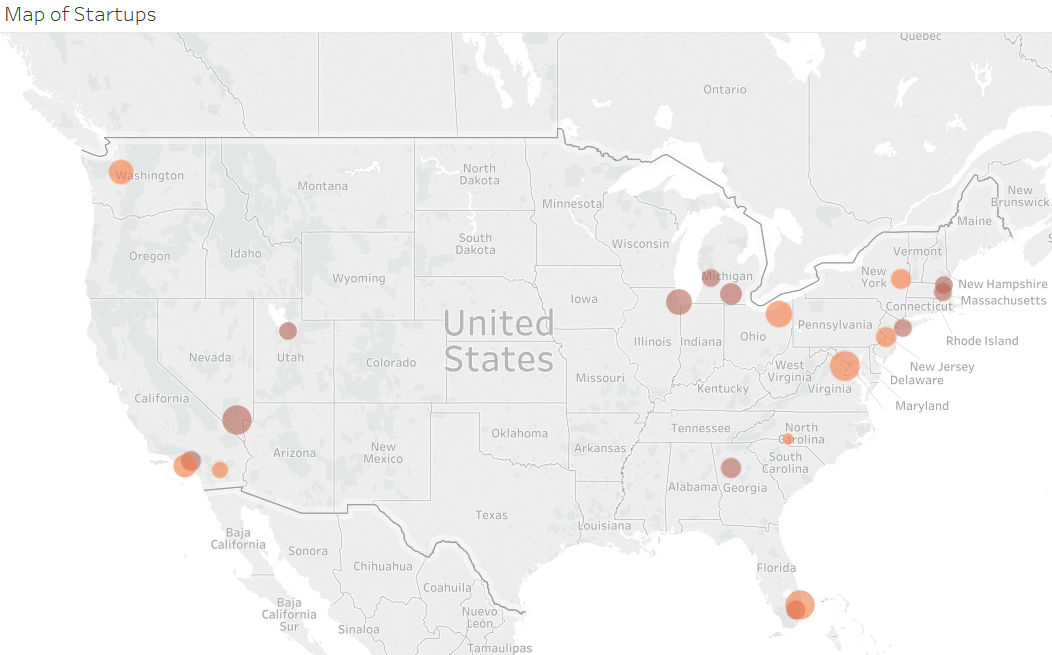 Map of Startups
Quebec
Ontario
Washington
Montana
North
Dakota
Minnesota
New
Brunswick
Maine
Oregon
Idaho
South
Dakota
Wisconsin
Michigan
Vermont
New
York
New Hampshire
Massachusetts
Connecticut
Wyoming
Iowa
United
States
Nevada
Utah
Colorado
Illinois
Indiana
Ohio
Pennsylvania
Rhode Island
New Jersey
Delaware
Maryland
West
Virginia
Virginia
Kentucky
Missouri
California
Arizona
New
Mexico
Oklahoma
Arkansas
Tennessee
North
Carolina
South
Carolina
Alabama
Georgia
Texas
Louisiana
Florida
Baja
California
Sonora
Chihuahua
Coahuila
Baja
California
Sur
Sinaloa
Nuevo
León
Tamaulipas